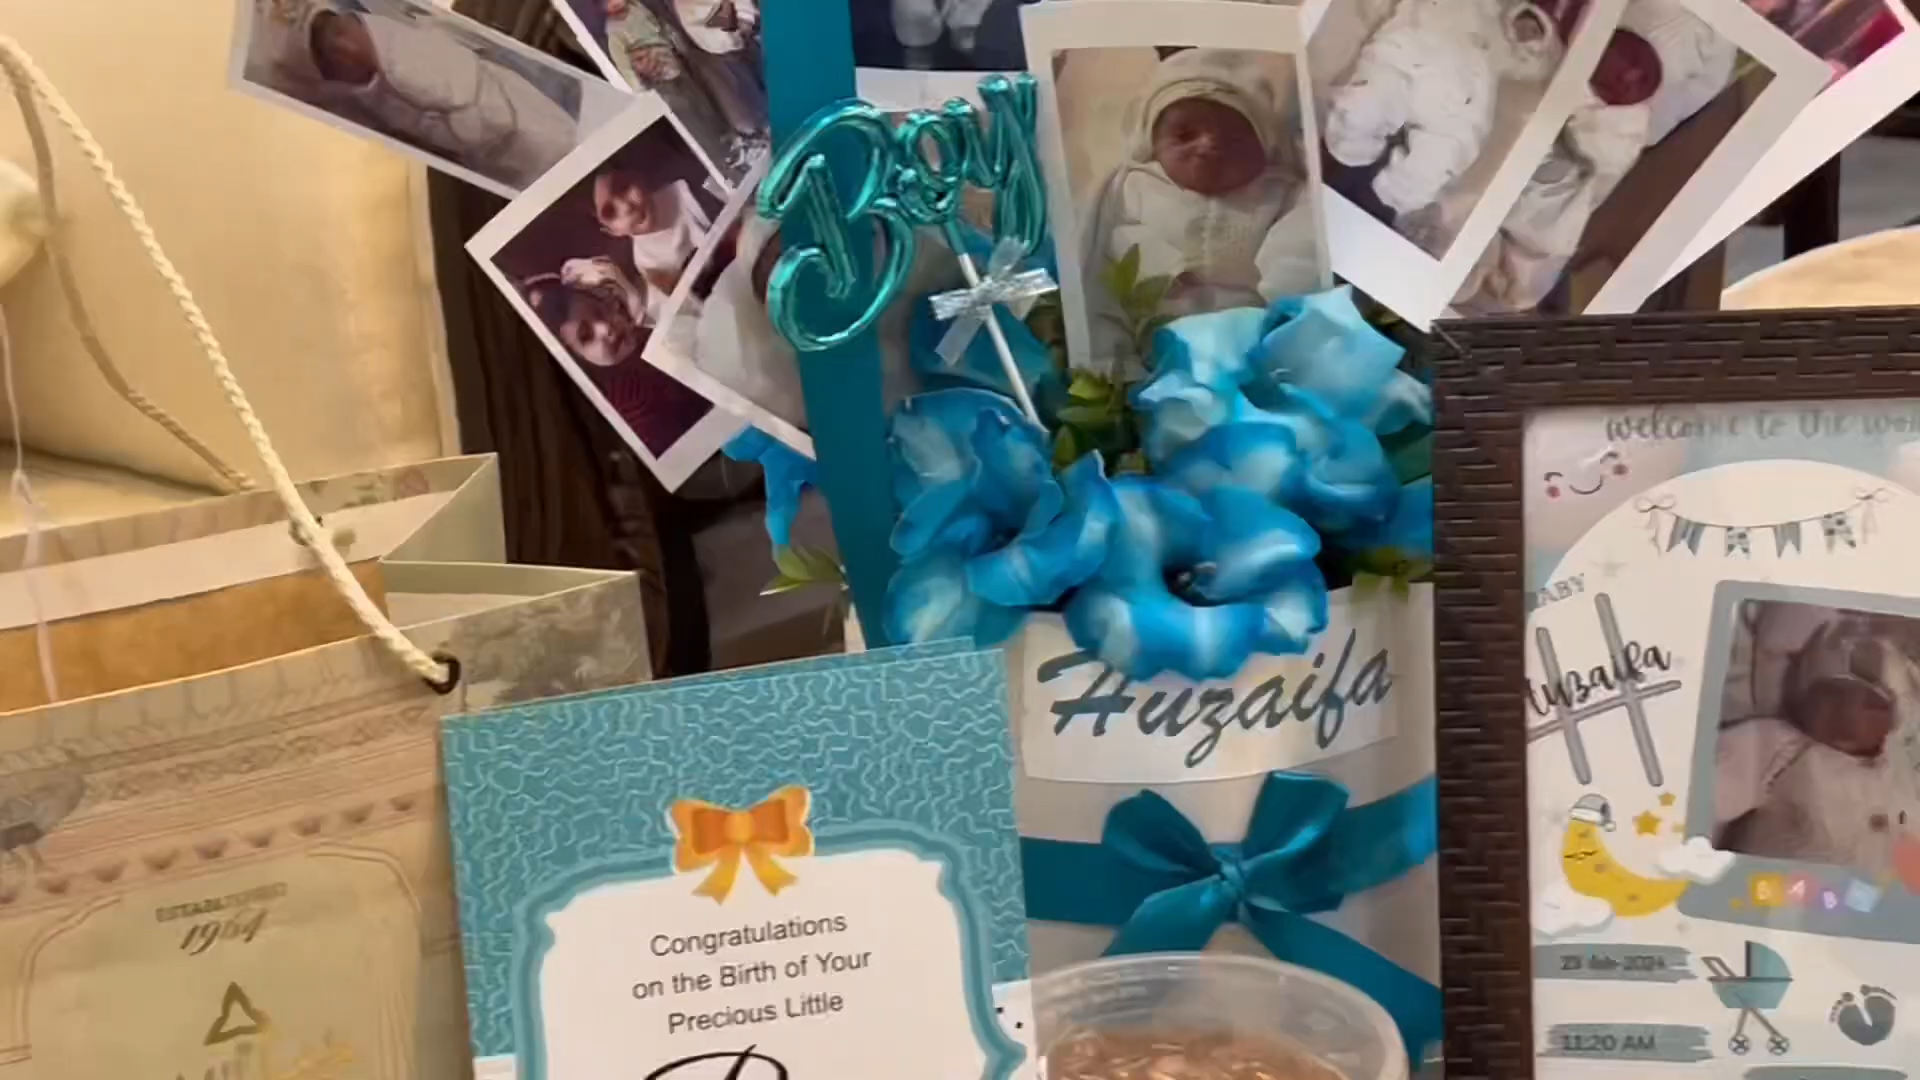 Boy
welcome to the
BABY
Huzaifa
Huzaifa
BABY
11:20 AM
ESTABLISHED
1964
Congratulations
on the Birth of Your
Precious Little